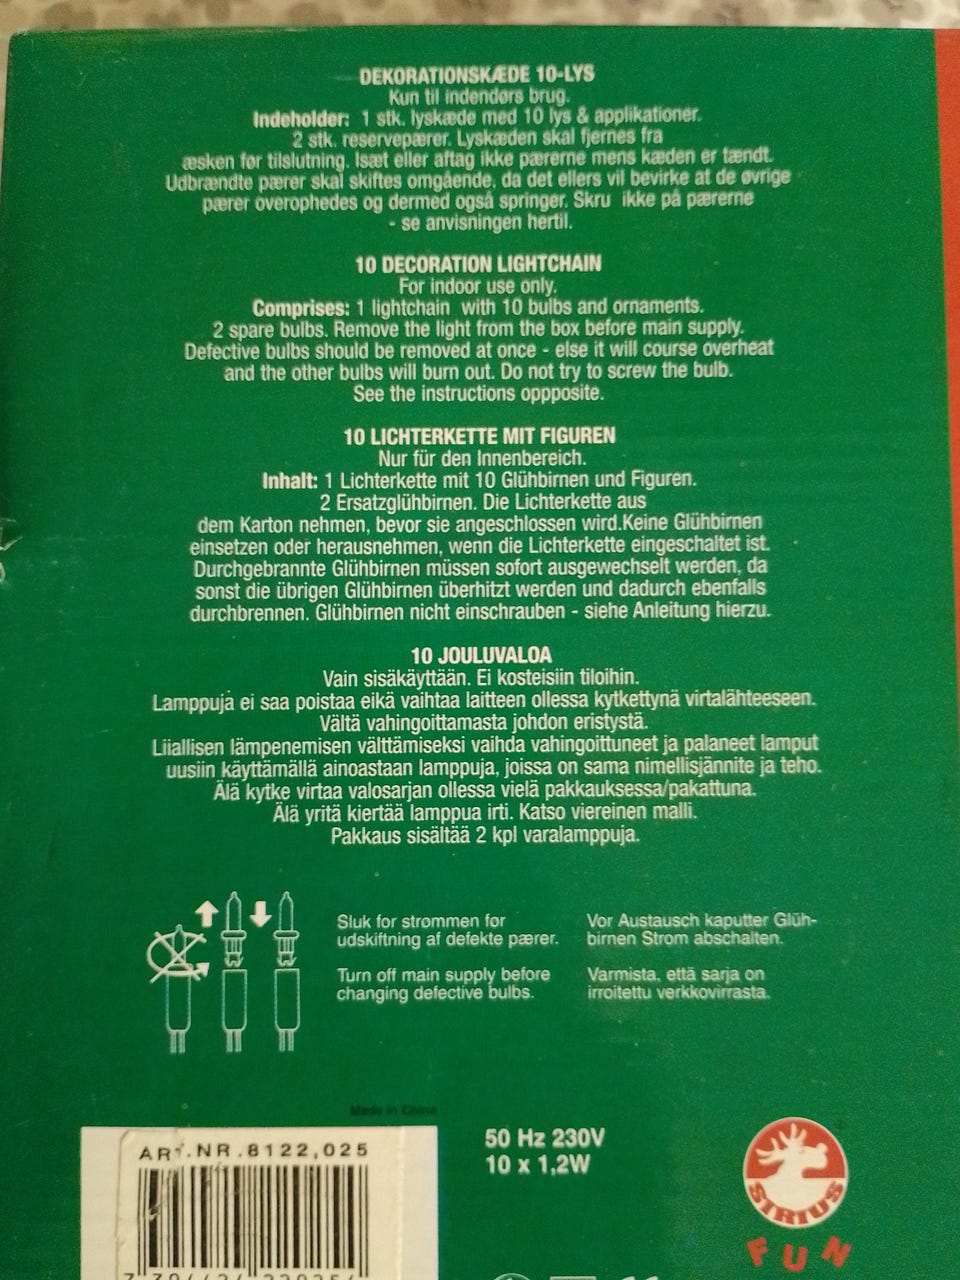 DEKORATIONSKÆDE 10-LYS
Kun til indendørs brug.
Indeholder: 1 stk. lyskæde med 10 lys & applikationer.
2 stk. reservepærer. Lyskæden skal fjernes fra
æsken før tilslutning. Isæt eller aftag ikke pærerne mens kæden er tændt.
Udbrændte pærer skal skiftes omgående, da det ellers vil bevirke at de øvrige
pærer overophedes og dermed også springer. Skru ikke på pærerne
- se anvisningen hertil.
10 DECORATION LIGHTCHAIN
For indoor use only.
Comprises: 1 lightchain with 10 bulbs and ornaments.
2 spare bulbs. Remove the light from the box before main supply.
Defective bulbs should be removed at once - else it will course overheat
and the other bulbs will burn out. Do not try to screw the bulb.
See the instructions oppposite.
10 LICHTERKETTE MIT FIGUREN
Nur für den Innenbereich.
Inhalt: 1 Lichterkette mit 10 Glühbirnen und Figuren.
2 Ersatzglühbirnen. Die Lichterkette aus
dem Karton nehmen, bevor sie angeschlossen wird.Keine Glühbirnen
einsetzen oder herausnehmen, wenn die Lichterkette eingeschaltet ist.
Durchgebrannte Glühbirnen müssen sofort ausgewechselt werden, da
sonst die übrigen Glühbirnen überhitzt werden und dadurch ebenfalls
durchbrennen. Glühbirnen nicht einschrauben - siehe Anleitung hierzu.
10 JOULUVALOA
Vain sisäkäyttään. Ei kosteisiin tiloihin.
Lamppuja ei saa poistaa eikä vaihtaa laitteen ollessa kytkettynä virtalähteeseen.
Vältä vahingoittamasta johdon eristystä.
Liiallisen lämpenemisen välttämiseksi vaihda vahingoittuneet ja palaneet lamput
uusiin käyttämällä ainoastaan lamppuja, joissa on sama nimellisjännite ja teho.
Älä kytke virtaa valosarjan ollessa vielä pakkauksessa/pakattuna.
Älä yritä kiertää lamppua irti. Katso viereinen malli.
Pakkaus sisältää 2 kpl varalamppuja.
Sluk for strømmen før
udskiftning af defekte pærer.
Turn off main supply before
changing defective bulbs.
Vor Austausch kaputter Glüh-
birnen Strom abschalten.
Varmista, että sarja on
irroitettu verkkovirrasta.
Made in China
ART.NR.8122,025
50 Hz 230V
10 x 1,2W
SIRIUS
FUN